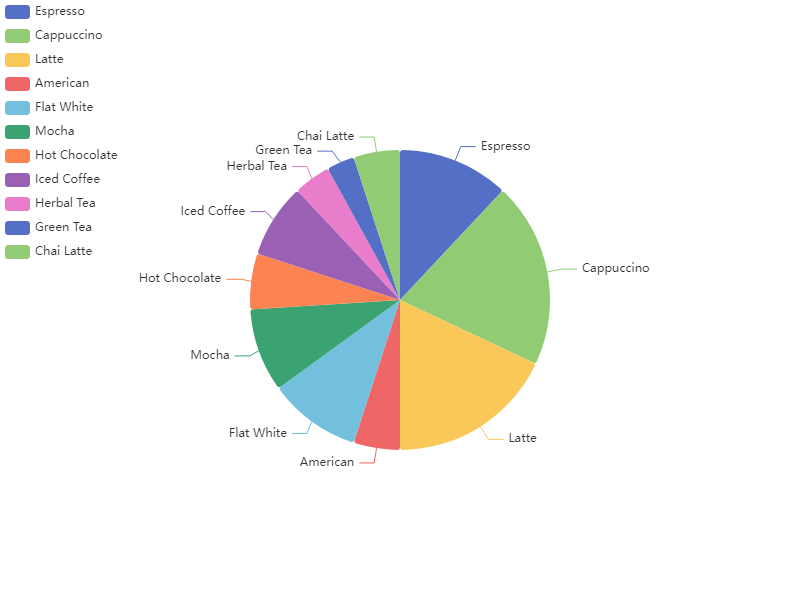 Espresso
Cappuccino
Latte
American
Flat White
Mocha
Hot Chocolate
Iced Coffee
Herbal Tea
Green Tea
Chai Latte
Chai Latte
Espresso
Green Tea
Herbal Tea
Iced Coffee
Cappuccino
Hot Chocolate
Mocha
Flat White
Latte
American